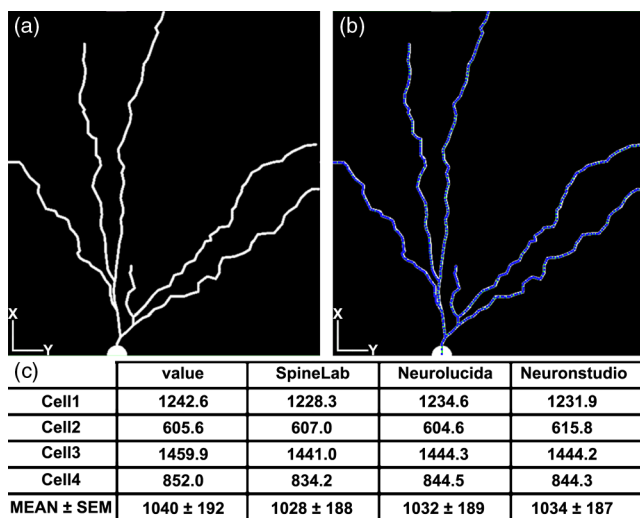 (a)
(b)
X
Y
X
Y
(c) value SpineLab Neurolucida Neuronstudio
Cell1 1242.6 1228.3 1234.6 1231.9
Cell2 605.6 607.0 604.6 615.8
Cell3 1459.9 1441.0 1444.3 1444.2
Cell4 852.0 834.2 844.5 844.3
MEAN ± SEM 1040 ± 192 1028 ± 188 1032 ± 189 1034 ± 187